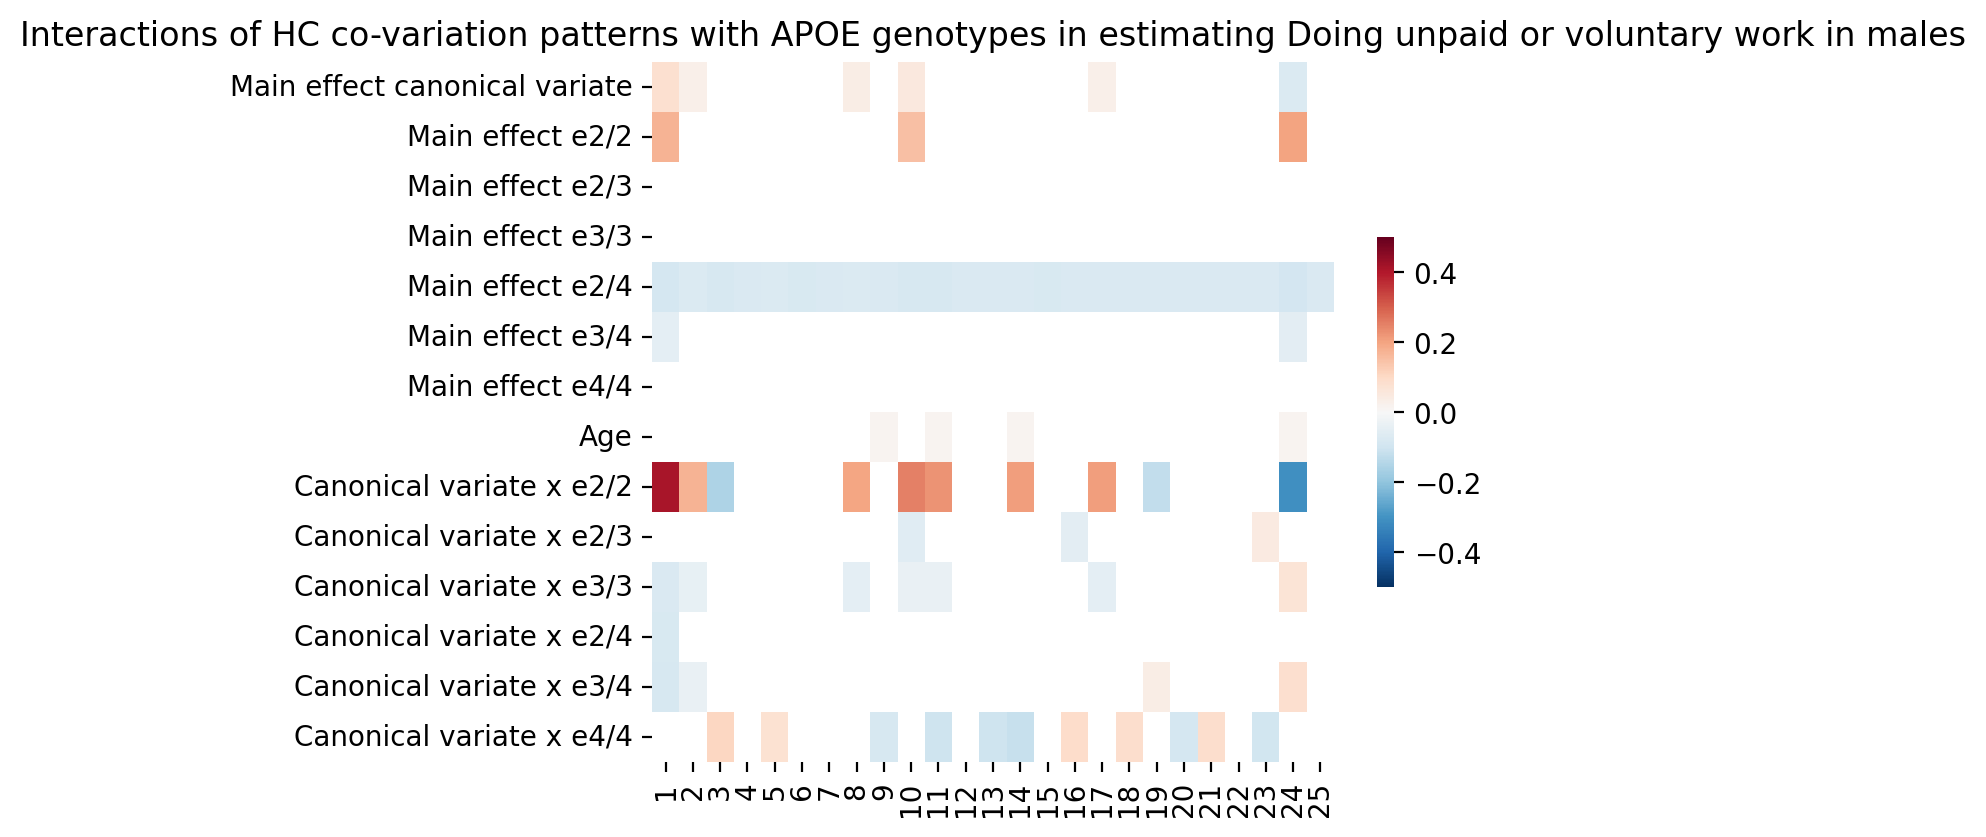 Interactions of HC co-variation patterns with APOE genotypes in estimating Doing unpaid or voluntary work in males
Main effect canonical variate
Main effect e2/2
Main effect e2/3
Main effect e3/3
Main effect e2/4
Main effect e3/4
Main effect e4/4
Age
Canonical variate x e2/2
Canonical variate x e2/3
Canonical variate x e3/3
Canonical variate x e2/4
Canonical variate x e3/4
Canonical variate x e4/4
1 2 3 4 5 6 7 8 9 10 11 12 13 14 15 16 17 18 19 20 21 22 23 24 25
0.4
0.2
0.0
−0.2
−0.4